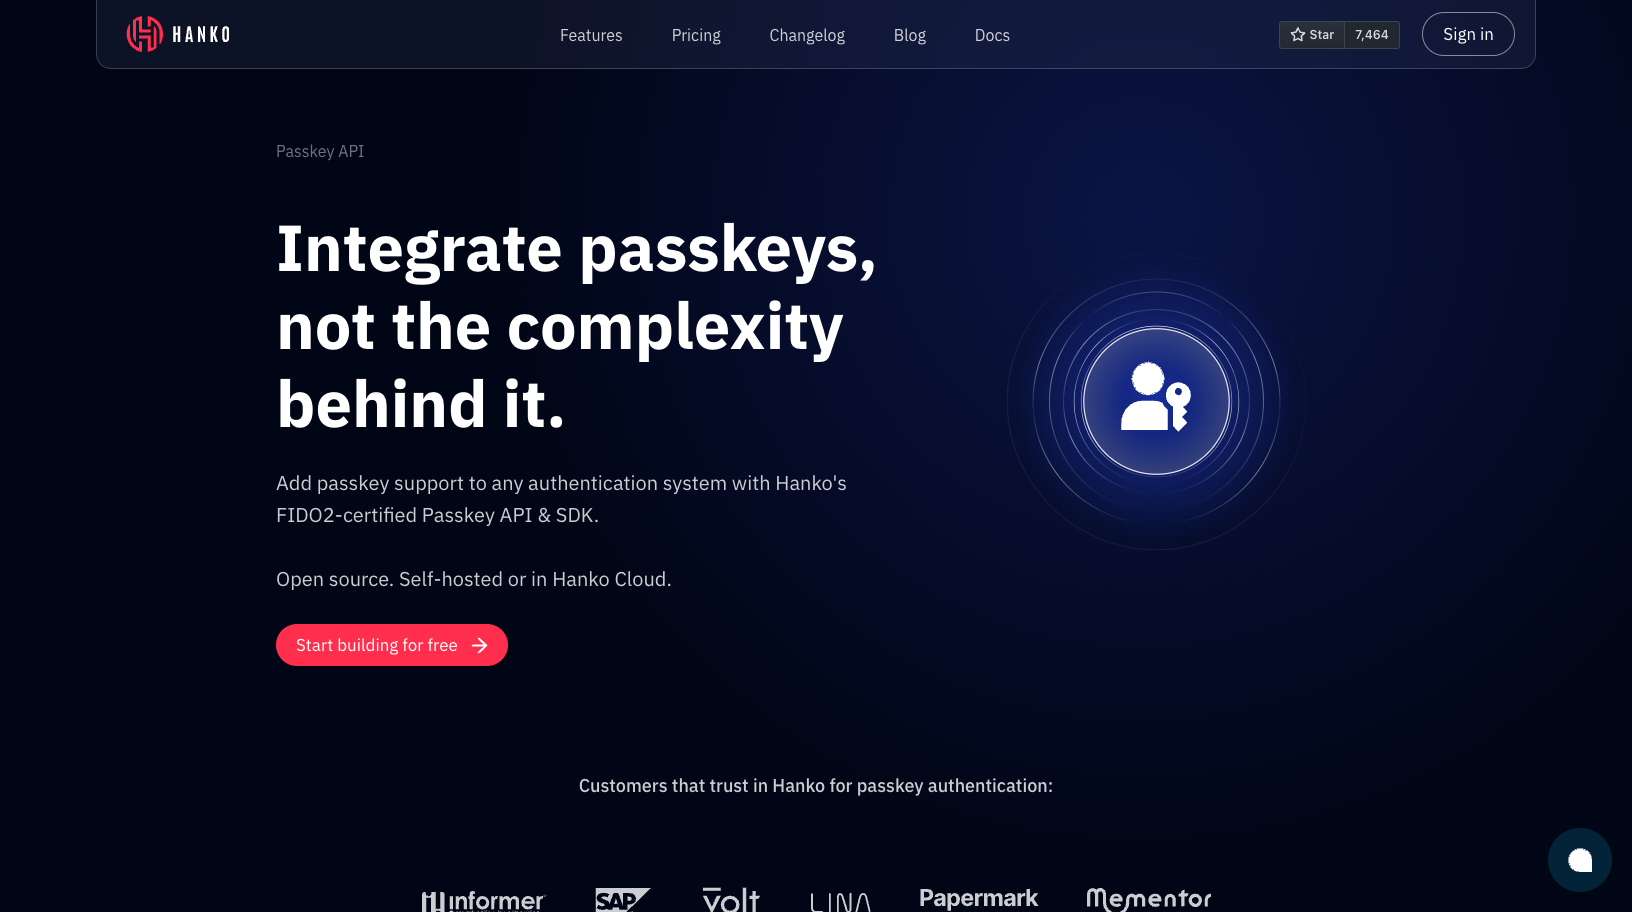 HANKO
Features
Pricing
Changelog
Blog
Docs
Star
7,464
Sign in
Passkey API
Integrate passkeys,
not the complexity
behind it.
Add passkey support to any authentication system with Hanko's
FIDO2-certified Passkey API & SDK.
Open source. Self-hosted or in Hanko Cloud.
Start building for free
Customers that trust in Hanko for passkey authentication:
informer
SAP
volt
LINA
Papermark
Mementor